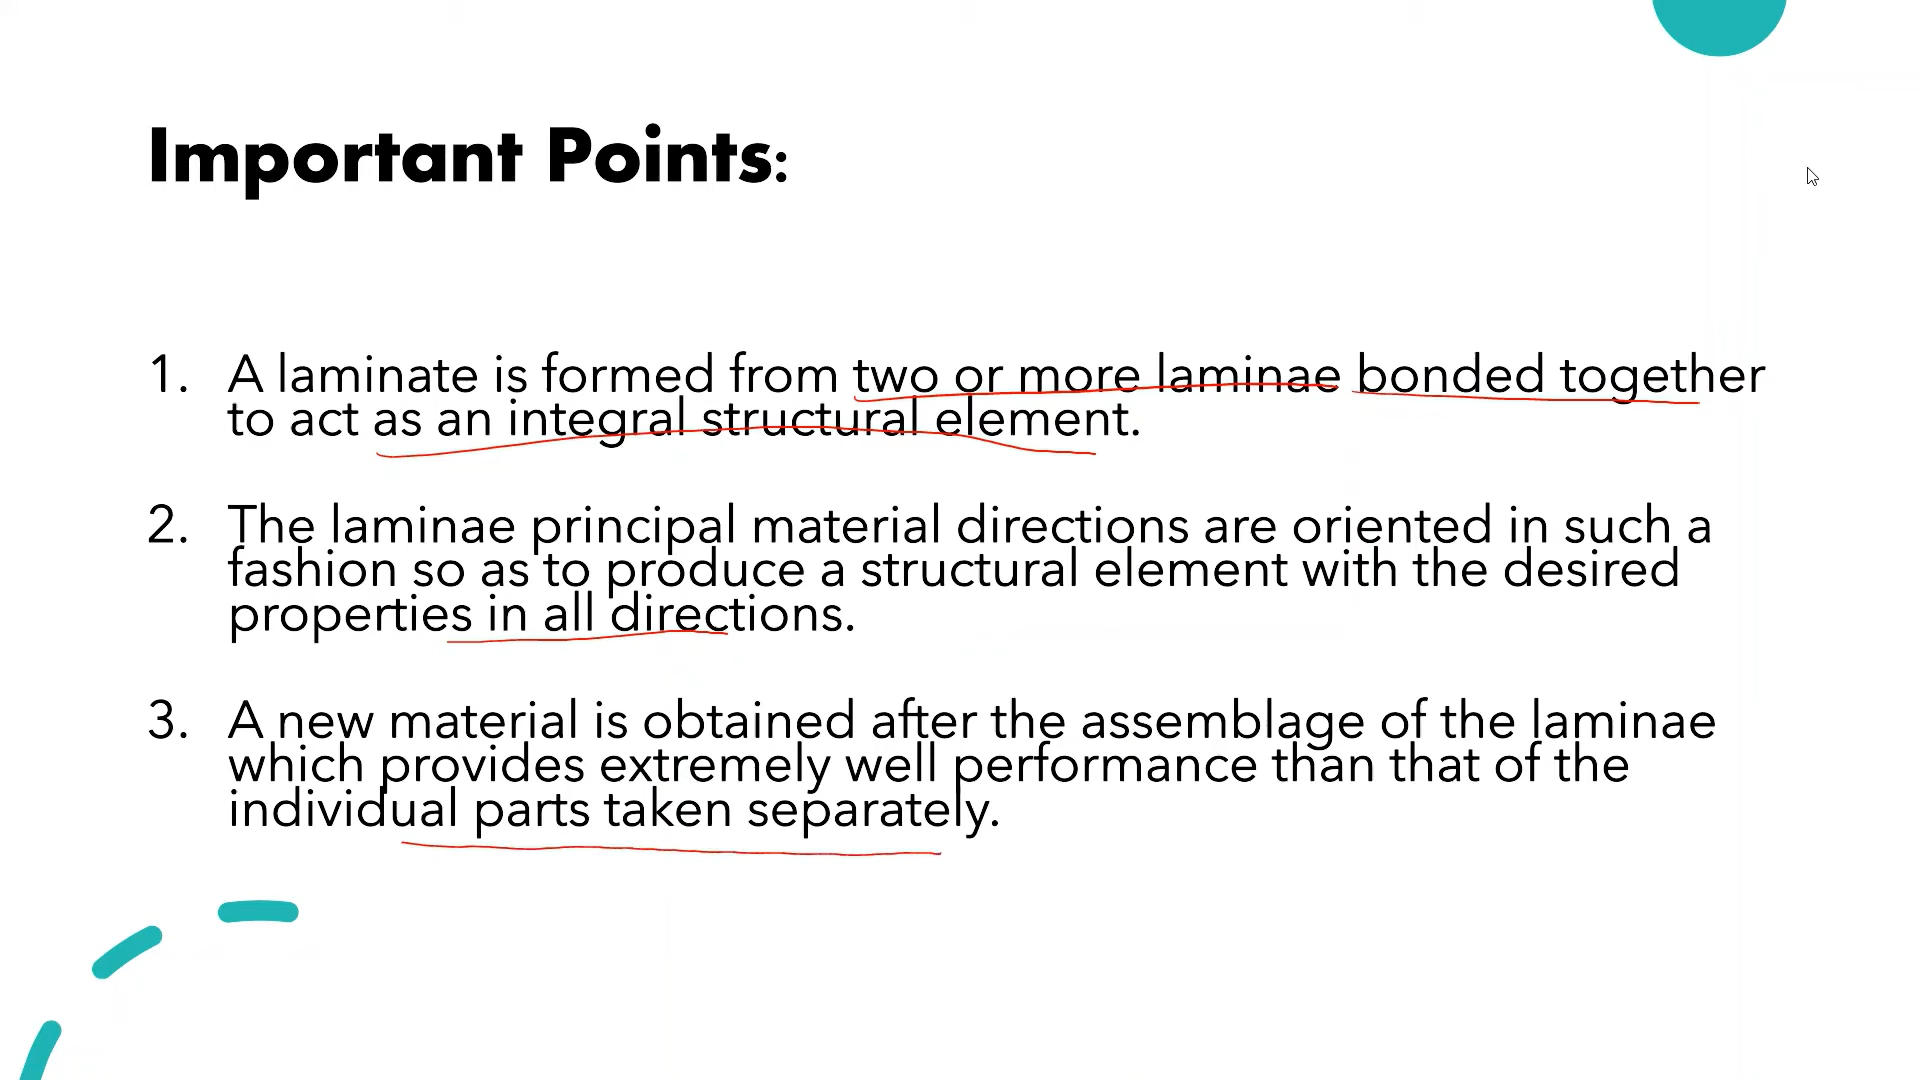 Important Points:
1. A laminate is formed from two or more laminae bonded together
to act as an integral structural element.
2. The laminae principal material directions are oriented in such a
fashion so as to produce a structural element with the desired
properties in all directions.
3. A new material is obtained after the assemblage of the laminae
which provides extremely well performance than that of the
individual parts taken separately.